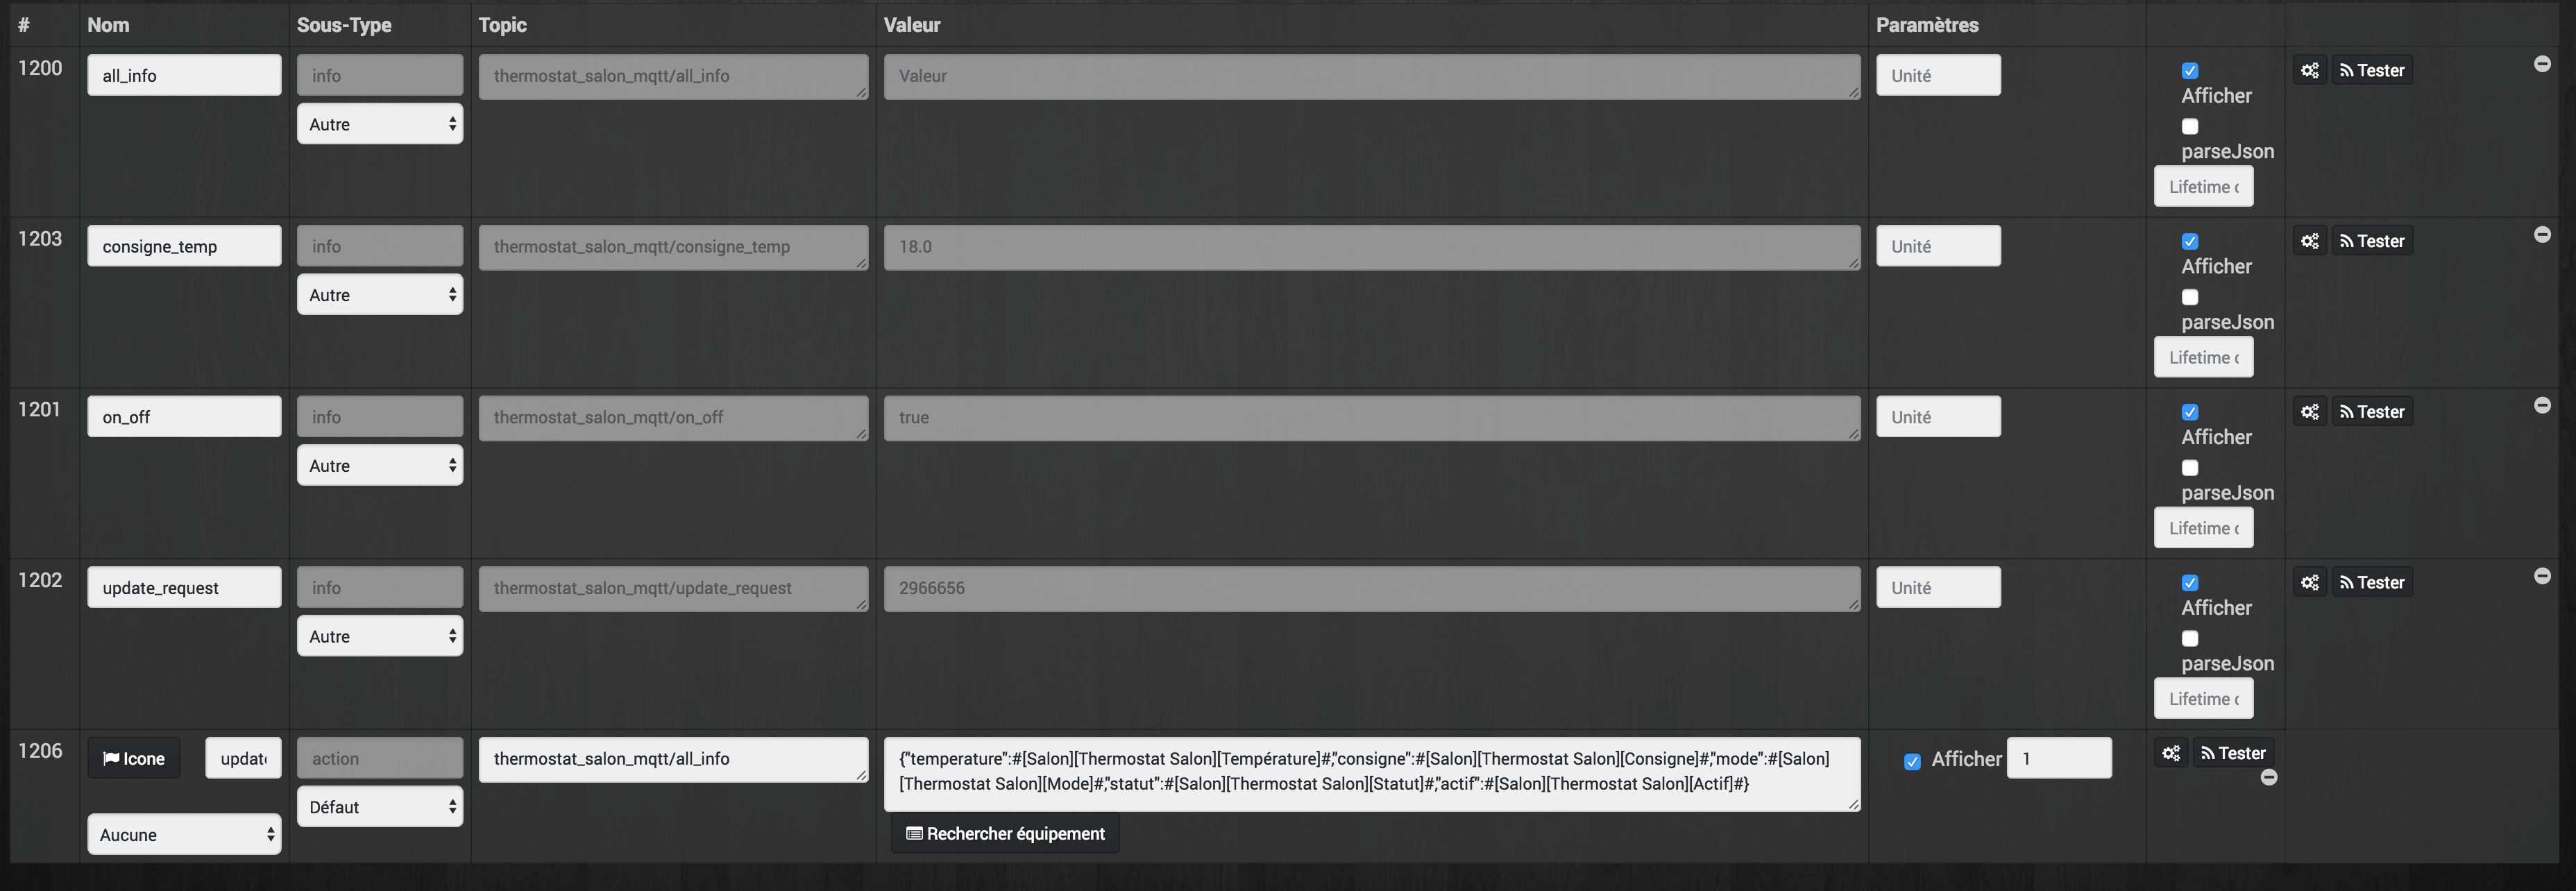 # Nom Sous-Type Topic Valeur Paramètres
1200 all_info info thermostat_salon_mqtt/all_info Valeur Unité Afficher Tester
Autre parseJson
Lifetime
1203 consigne_temp info thermostat_salon_mqtt/consigne_temp 18.0 Unité Afficher Tester
Autre parseJson
Lifetime
1201 on_off info thermostat_salon_mqtt/on_off true Unité Afficher Tester
Autre parseJson
Lifetime
1202 update_request info thermostat_salon_mqtt/update_request 2966656 Unité Afficher Tester
Autre parseJson
Lifetime
1206 Icone updat action thermostat_salon_mqtt/all_info {"temperature":#[Salon][Thermostat Salon][Température]#,"consigne":#[Salon][Thermostat Salon][Consigne]#,"mode":#[Salon] Afficher 1 Tester
[Thermostat Salon][Mode]#,"statut":#[Salon][Thermostat Salon][Statut]#,"actif":#[Salon][Thermostat Salon][Actif]#}
Défaut
Aucune Rechercher équipement